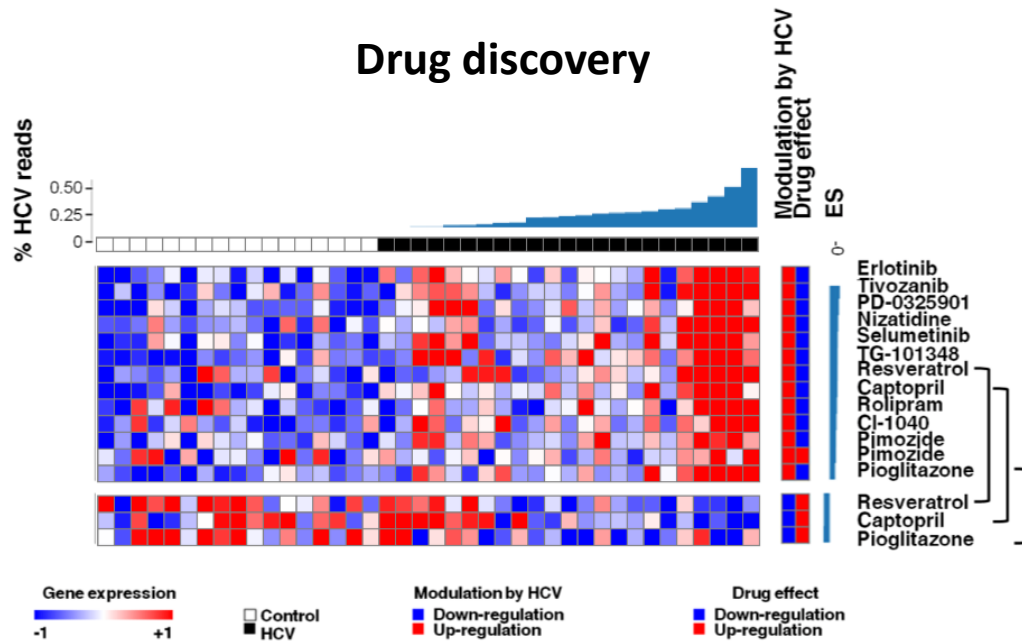 Drug discovery
% HCV reads
0.50
0.25
0
Modulation by HCV
Drug effect
ES
0
Erlotinib
Tivozanib
PD-0325901
Nizatidine
Selumetinib
TG-101348
Resveratrol
Captopril
Rolipram
CI-1040
Pimozide
Pimozide
Pioglitazone
Resveratrol
Captopril
Pioglitazone
Gene expression
-1 +1
Control
HCV
Modulation by HCV
Down-regulation
Up-regulation
Drug effect
Down-regulation
Up-regulation